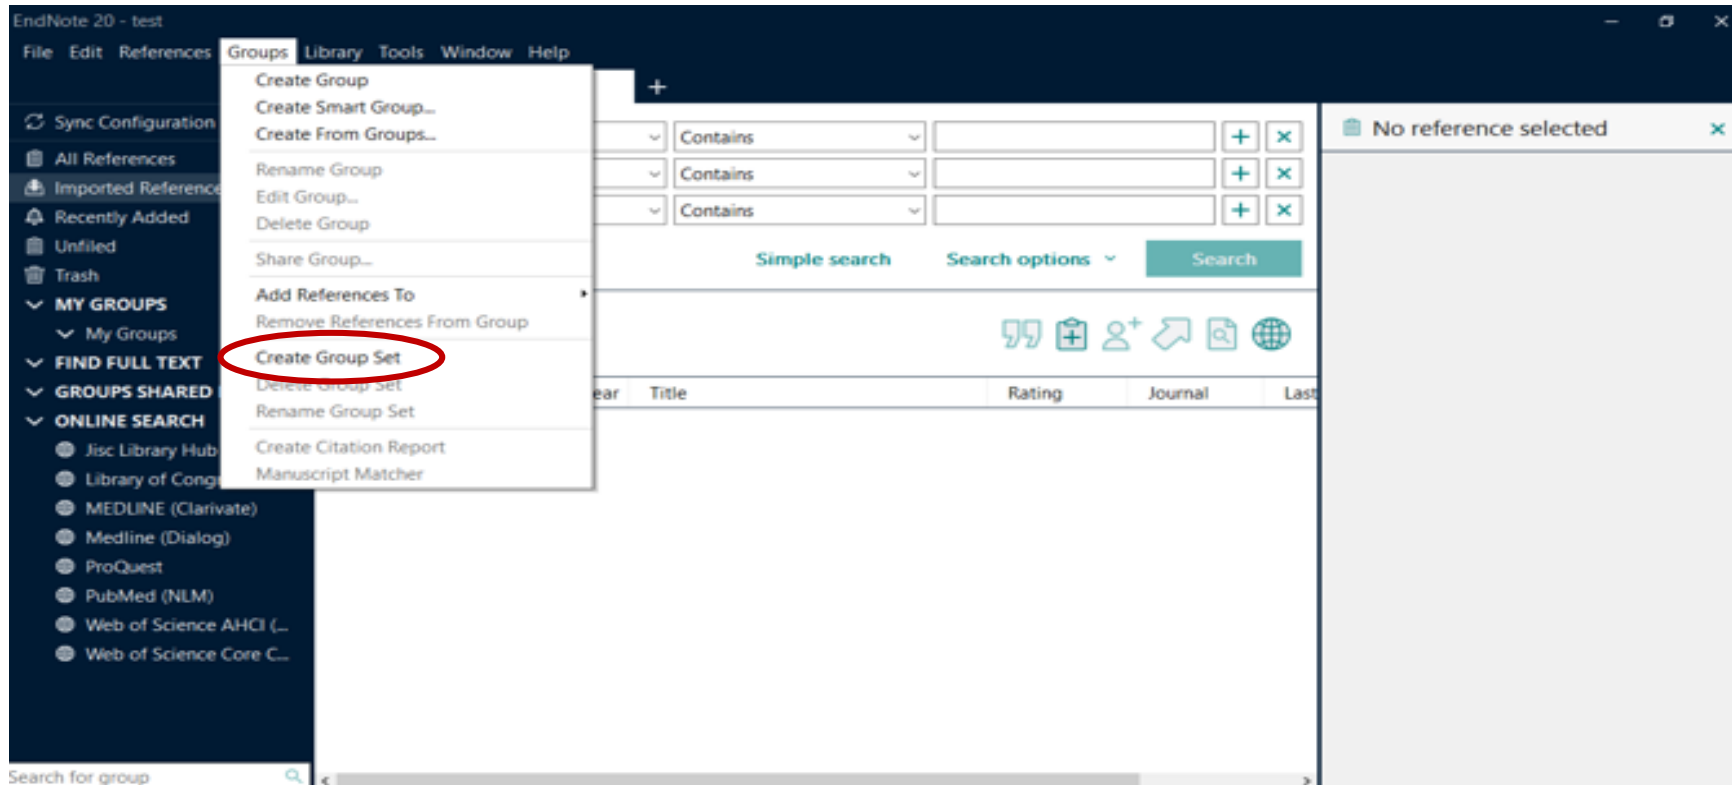 EndNote 20 - test
File Edit References Groups Library Tools Window Help
Create Group
Create Smart Group...
Create From Groups...
Rename Group
Edit Group...
Delete Group
Share Group...
Add References To
Remove References From Group
Create Group Set
Delete Group Set
Rename Group Set
Create Citation Report
Manuscript Matcher
Sync Configuration
All References
Imported Reference
Recently Added
Unfiled
Trash
MY GROUPS
My Groups
FIND FULL TEXT
GROUPS SHARED
ONLINE SEARCH
Jisc Library Hub
Library of Congr
MEDLINE (Clarivate)
Medline (Dialog)
ProQuest
PubMed (NLM)
Web of Science AHCI (...
Web of Science Core C...
Search for group
Contains
Contains
Contains
Simple search Search options Search
ear Title Rating Journal Last
No reference selected